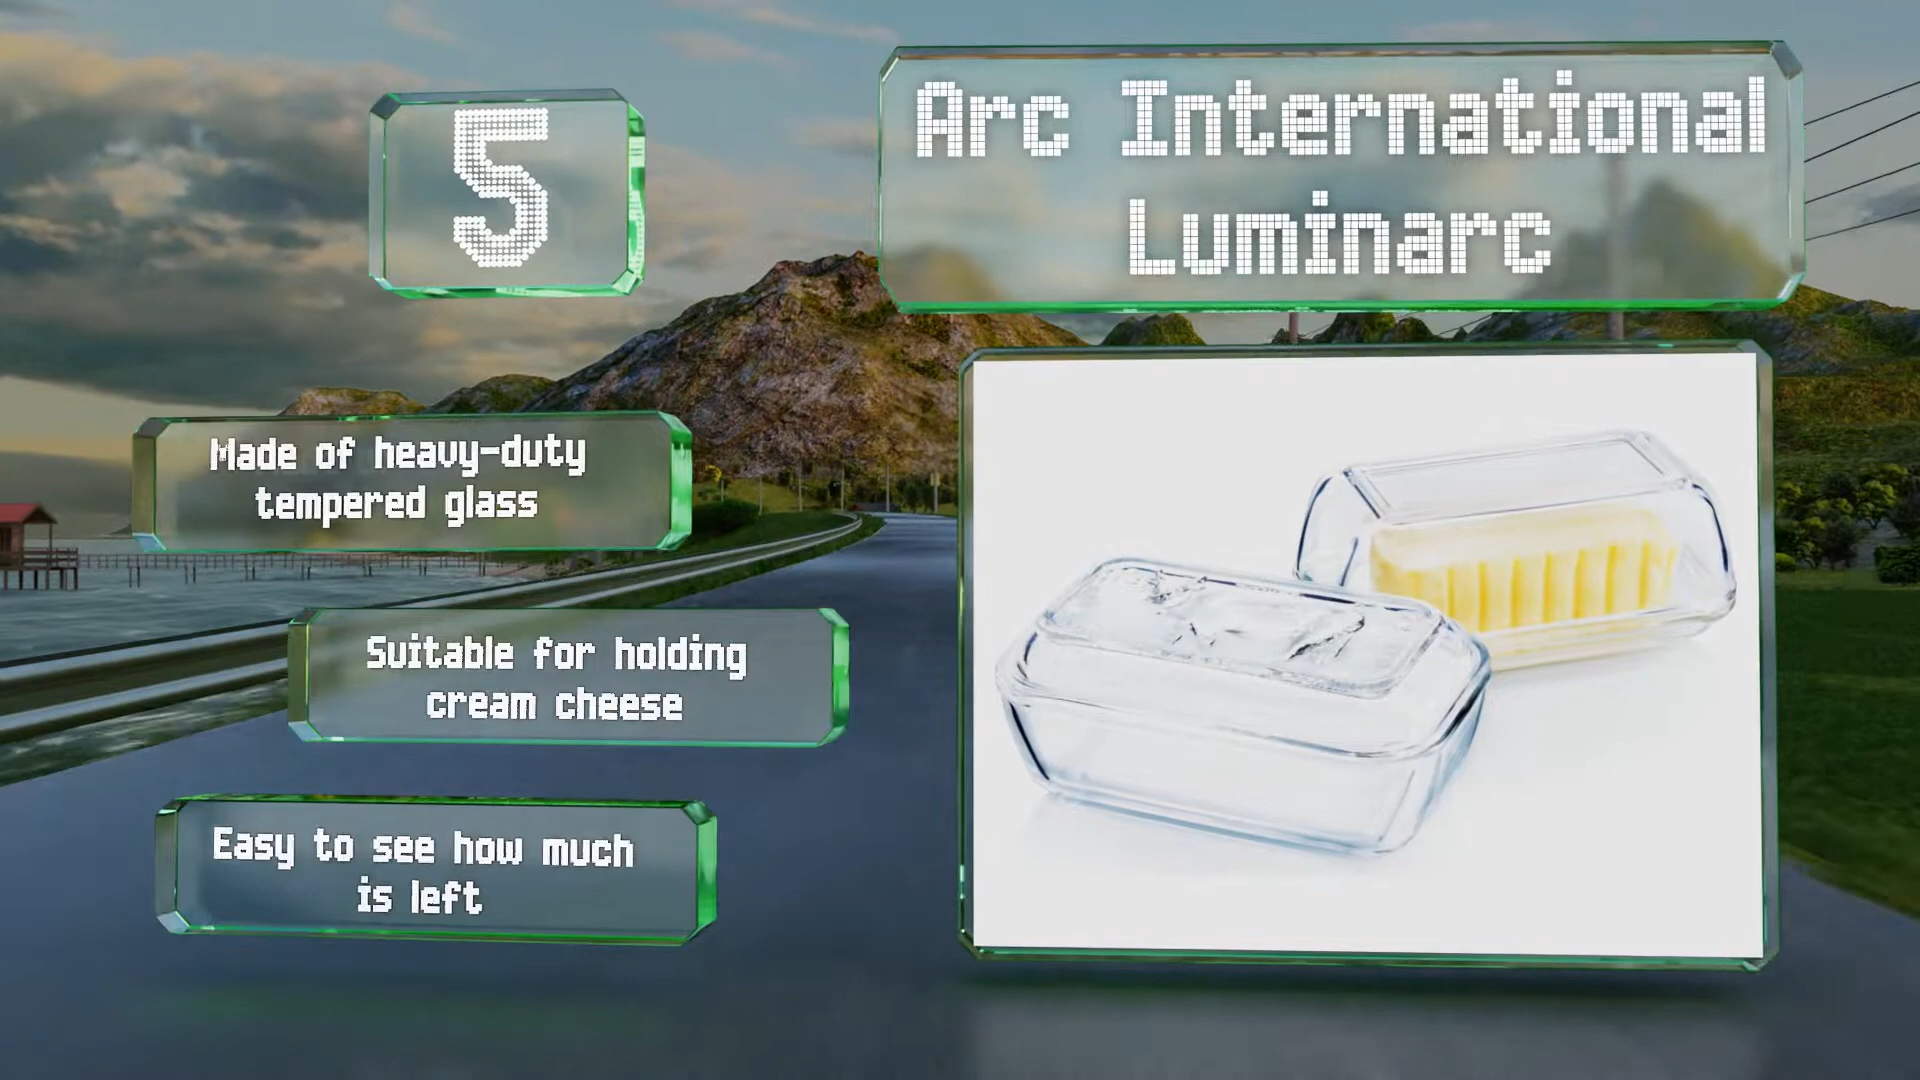 5
Arc International
Luminarc
Made of heavy-duty
tempered glass
Suitable for holding
cream cheese
Easy to see how much
is left